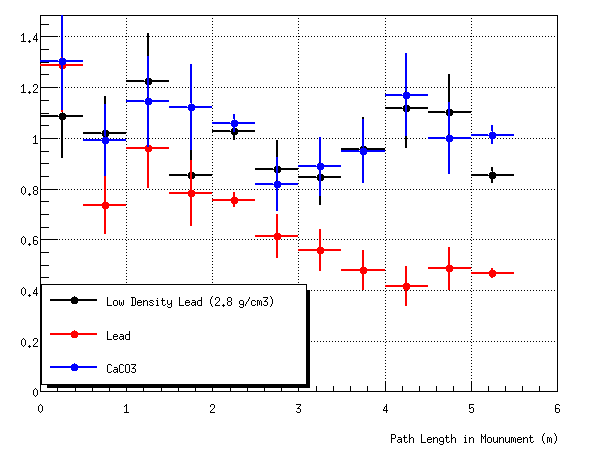 1.4
1.2
1
0.8
0.6
0.4
0.2
0
Low Density Lead (2.8 g/cm3)
Lead
CaCO3
0 1 2 3 4 5 6
Path Length in Mounument (m)